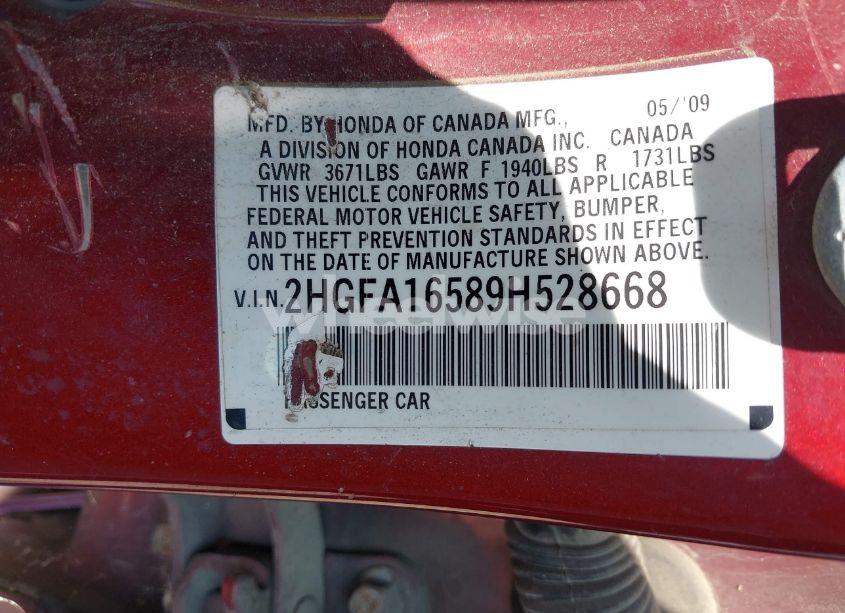 MFD. BY HONDA OF CANADA MFG., 05/'09
A DIVISION OF HONDA CANADA INC. CANADA
GVWR 3671LBS GAWR F 1940LBS R 1731LBS
THIS VEHICLE CONFORMS TO ALL APPLICABLE
FEDERAL MOTOR VEHICLE SAFETY, BUMPER,
AND THEFT PREVENTION STANDARDS IN EFFECT
ON THE DATE OF MANUFACTURE SHOWN ABOVE.
V.I.N. 2HGFA16589H528668
wheelwise
PASSENGER CAR